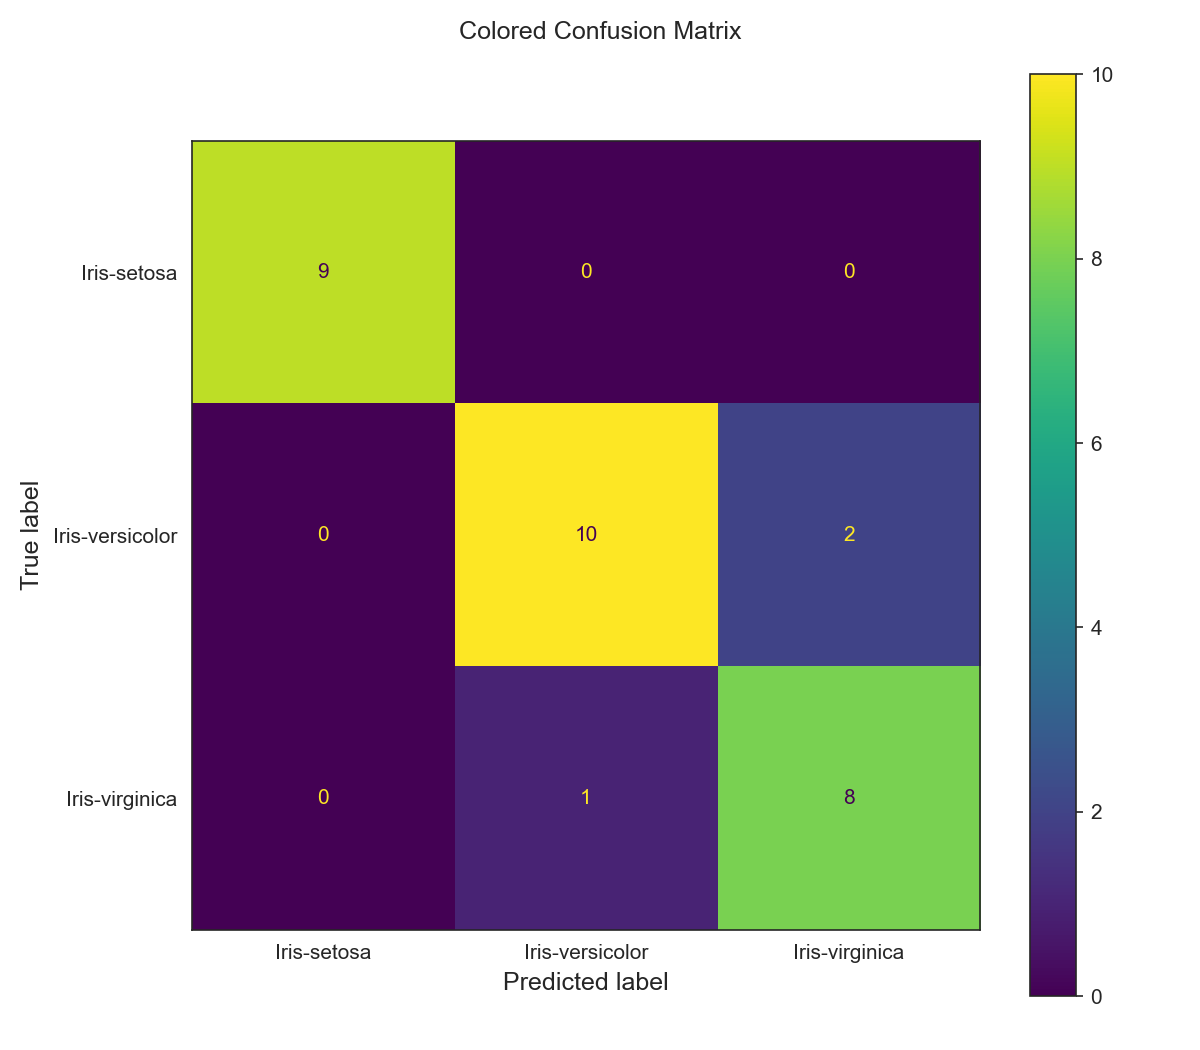 Colored Confusion Matrix
Iris-setosa 9 0 0
Iris-versicolor 0 10 2
Iris-virginica 0 1 8
Iris-setosa Iris-versicolor Iris-virginica
Predicted label
True label
10
8
6
4
2
0